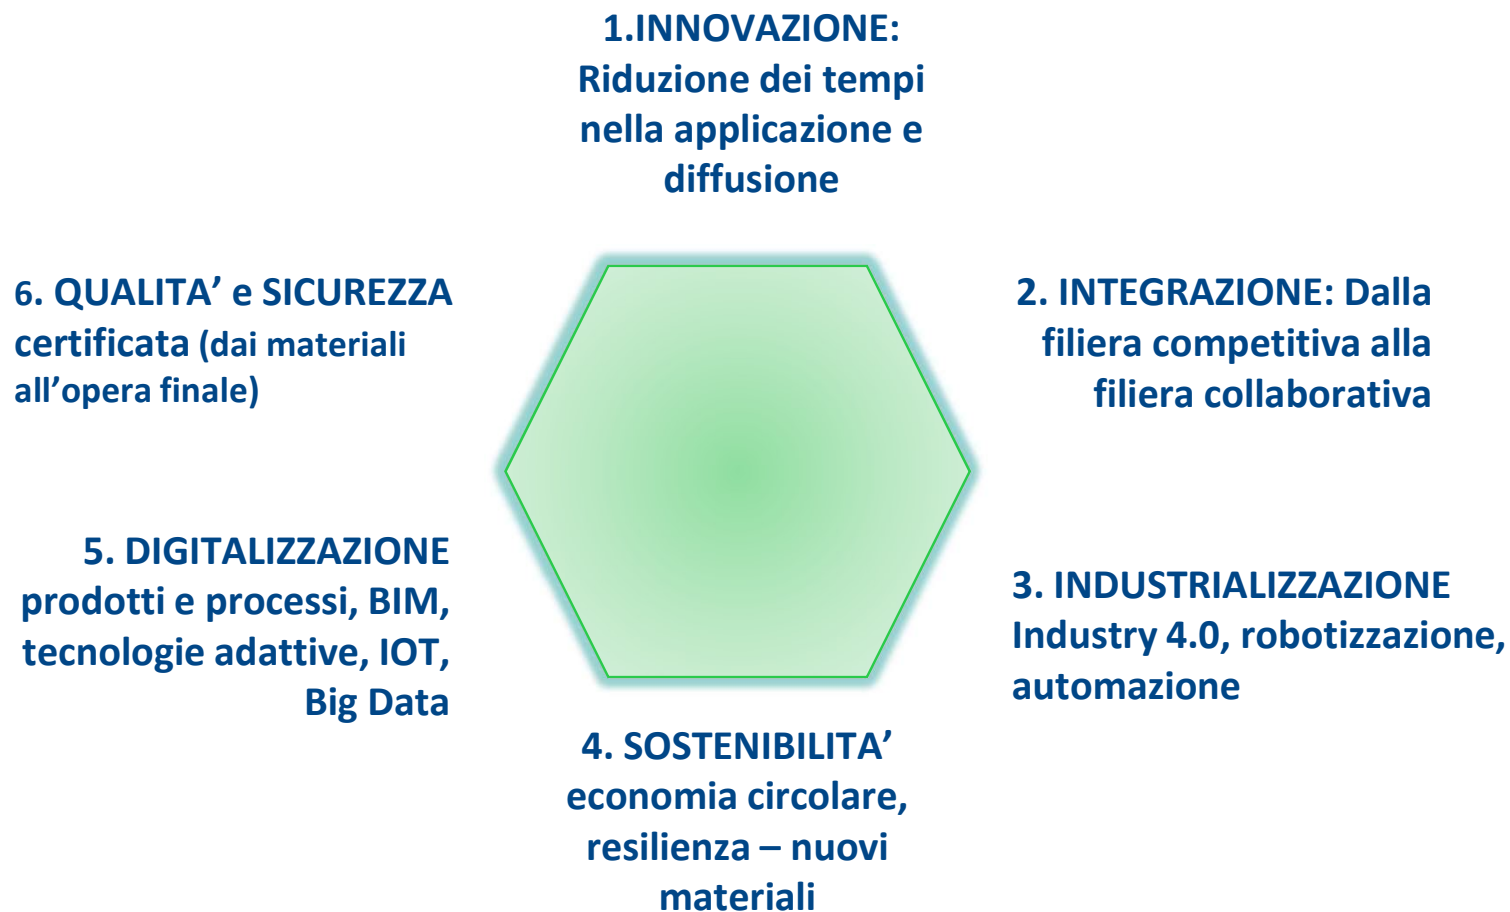 1.INNOVAZIONE:
Riduzione dei tempi
nella applicazione e
diffusione
2. INTEGRAZIONE: Dalla
filiera competitiva alla
filiera collaborativa
3. INDUSTRIALIZZAZIONE
Industry 4.0, robotizzazione,
automazione
4. SOSTENIBILITA’
economia circolare,
resilienza – nuovi
materiali
5. DIGITALIZZAZIONE
prodotti e processi, BIM,
tecnologie adattive, IOT,
Big Data
6. QUALITA’ e SICUREZZA
certificata (dai materiali
all’opera finale)